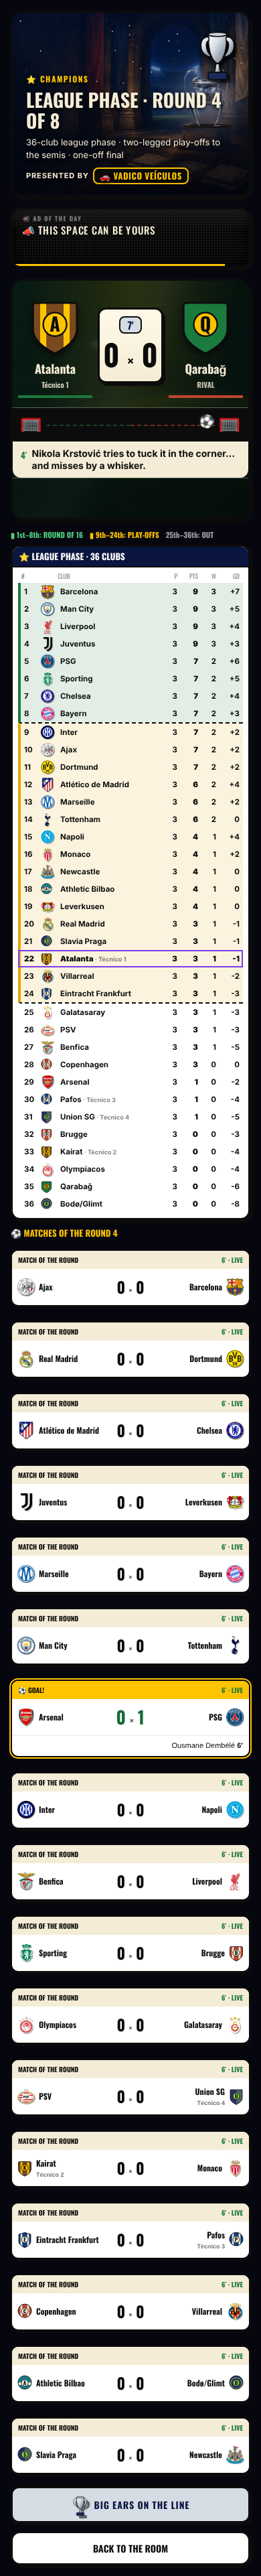 ⭐ CHAMPIONS
LEAGUE PHASE · ROUND 4
OF 8
36-club league phase · two-legged play-offs to
the semis · one-off final
PRESENTED BY 🚗 VADICO VEÍCULOS
📢 AD OF THE DAY
📣 THIS SPACE CAN BE YOURS
A 7' Q
0 × 0
Atalanta Qarabağ
Técnico 1 RIVAL
4' Nikola Krstović tries to tuck it in the corner...
and misses by a whisker.
1st–8th: ROUND OF 16 9th–24th: PLAY-OFFS 25th–36th: OUT
⭐ LEAGUE PHASE · 36 CLUBS
# CLUB P PTS W GD
1 Barcelona 3 9 3 +7
2 Man City 3 9 3 +5
3 Liverpool 3 9 3 +4
4 Juventus 3 9 3 +3
5 PSG 3 7 2 +6
6 Sporting 3 7 2 +5
7 Chelsea 3 7 2 +4
8 Bayern 3 7 2 +3
9 Inter 3 7 2 +2
10 Ajax 3 7 2 +2
11 Dortmund 3 7 2 +2
12 Atlético de Madrid 3 6 2 +4
13 Marseille 3 6 2 +2
14 Tottenham 3 6 2 0
15 Napoli 3 4 1 +4
16 Monaco 3 4 1 +2
17 Newcastle 3 4 1 0
18 Athletic Bilbao 3 4 1 0
19 Leverkusen 3 4 1 0
20 Real Madrid 3 3 1 -1
21 Slavia Praga 3 3 1 -1
22 Atalanta · Técnico 1 3 3 1 -1
23 Villarreal 3 3 1 -2
24 Eintracht Frankfurt 3 3 1 -3
25 Galatasaray 3 3 1 -3
26 PSV 3 3 1 -3
27 Benfica 3 3 1 -5
28 Copenhagen 3 3 0 0
29 Arsenal 3 1 0 -2
30 Pafos · Técnico 3 3 1 0 -4
31 Union SG · Técnico 4 3 1 0 -5
32 Brugge 3 0 0 -3
33 Kairat · Técnico 2 3 0 0 -4
34 Olympiacos 3 0 0 -4
35 Qarabağ 3 0 0 -6
36 Bodø/Glimt 3 0 0 -8
⚽ MATCHES OF THE ROUND 4
MATCH OF THE ROUND 6' · LIVE
Ajax 0 × 0 Barcelona
MATCH OF THE ROUND 6' · LIVE
Real Madrid 0 × 0 Dortmund
MATCH OF THE ROUND 6' · LIVE
Atlético de Madrid 0 × 0 Chelsea
MATCH OF THE ROUND 6' · LIVE
Juventus 0 × 0 Leverkusen
MATCH OF THE ROUND 6' · LIVE
Marseille 0 × 0 Bayern
MATCH OF THE ROUND 6' · LIVE
Man City 0 × 0 Tottenham
⚽ GOAL! 6' · LIVE
Arsenal 0 × 1 PSG
Ousmane Dembélé 6'
MATCH OF THE ROUND 6' · LIVE
Inter 0 × 0 Napoli
MATCH OF THE ROUND 6' · LIVE
Benfica 0 × 0 Liverpool
MATCH OF THE ROUND 6' · LIVE
Sporting 0 × 0 Brugge
MATCH OF THE ROUND 6' · LIVE
Olympiacos 0 × 0 Galatasaray
MATCH OF THE ROUND 6' · LIVE
PSV 0 × 0 Union SG
Técnico 4
MATCH OF THE ROUND 6' · LIVE
Kairat 0 × 0 Monaco
Técnico 2
MATCH OF THE ROUND 6' · LIVE
Eintracht Frankfurt 0 × 0 Pafos
Técnico 3
MATCH OF THE ROUND 6' · LIVE
Copenhagen 0 × 0 Villarreal
MATCH OF THE ROUND 6' · LIVE
Athletic Bilbao 0 × 0 Bodø/Glimt
MATCH OF THE ROUND 6' · LIVE
Slavia Praga 0 × 0 Newcastle
BIG EARS ON THE LINE
BACK TO THE ROOM